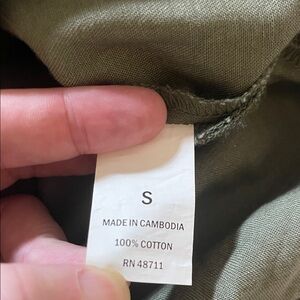 S
MADE IN CAMBODIA
100% COTTON
RN 48711